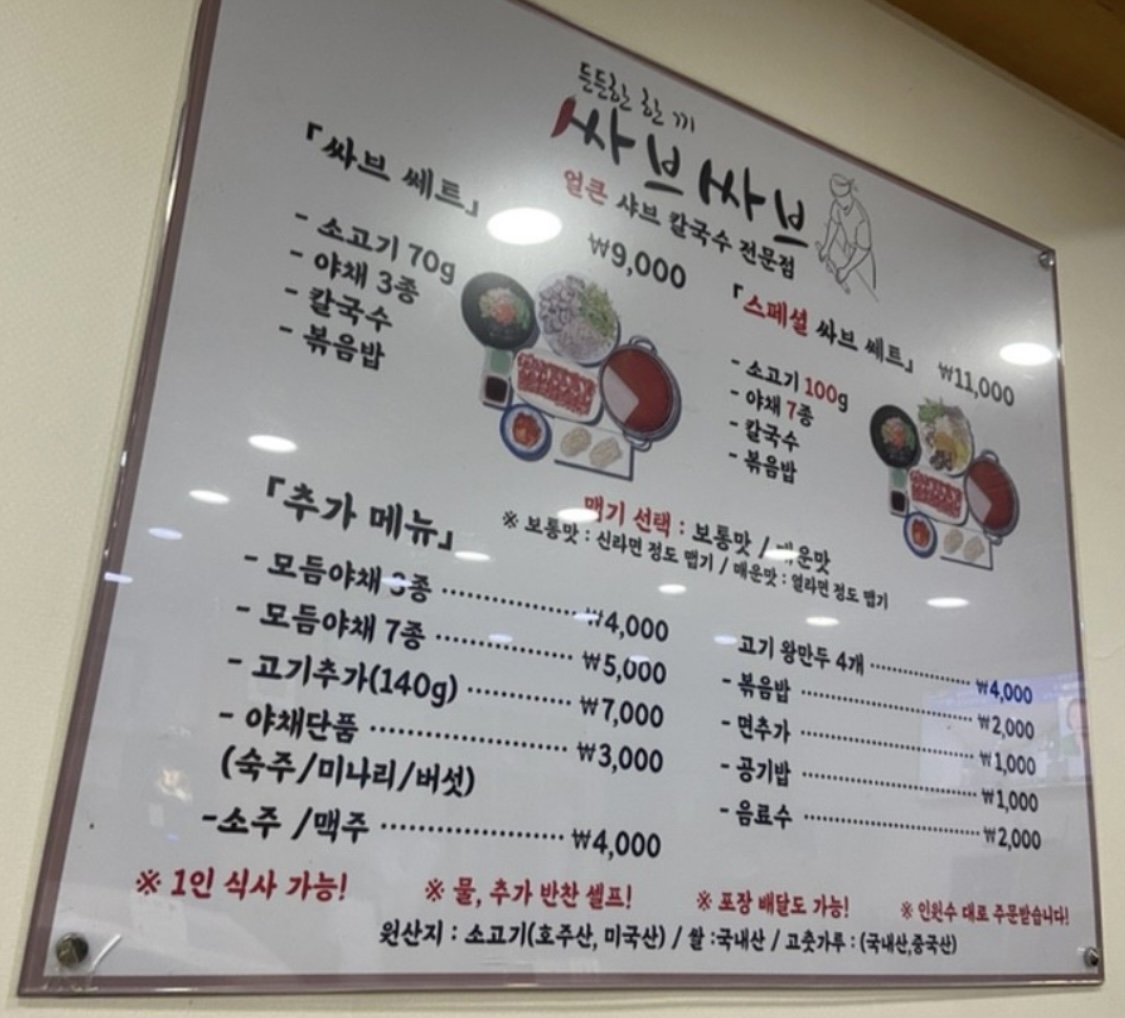 든든한 한 끼
싸브싸브
얼큰 샤브 칼국수 전문점
「싸브 쎄트」 ₩9,000
- 소고기 70g
- 야채 3종
- 칼국수
- 볶음밥
「스페셜 싸브 쎄트」 ₩11,000
- 소고기 100g
- 야채 7종
- 칼국수
- 볶음밥
맵기 선택 : 보통맛 / 매운맛
※ 보통맛 : 신라면 정도 맵기 / 매운맛 : 열라면 정도 맵기
「추가 메뉴」
- 모듬야채 3종 ············ ₩4,000
- 모듬야채 7종 ············ ₩5,000
- 고기추가(140g) ·········· ₩7,000
- 야채단품 ················ ₩3,000
(숙주/미나리/버섯)
-소주 /맥주 ··············· ₩4,000
고기 왕만두 4개 ··········· ₩4,000
- 볶음밥 ·················· ₩2,000
- 면추가 ·················· ₩1,000
- 공기밥 ·················· ₩1,000
- 음료수 ·················· ₩2,000
※ 1인 식사 가능! ※ 물, 추가 반찬 셀프! ※ 포장 배달도 가능! ※ 인원수 대로 주문받습니다!
원산지 : 소고기(호주산, 미국산) / 쌀 :국내산 / 고춧가루 : (국내산,중국산)